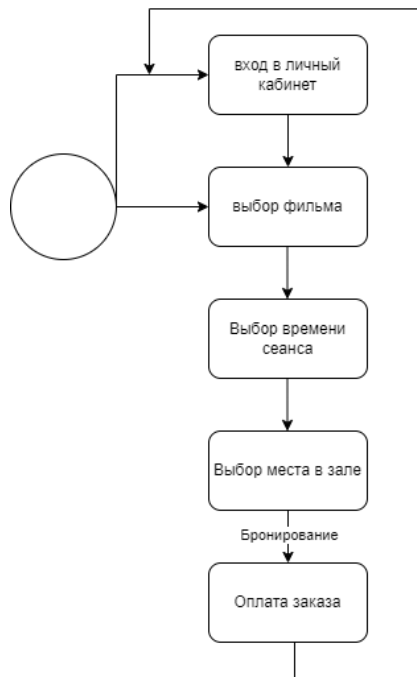 вход в личный
кабинет
выбор фильма
Выбор времени
сеанса
Выбор места в зале
Бронирование
Оплата заказа